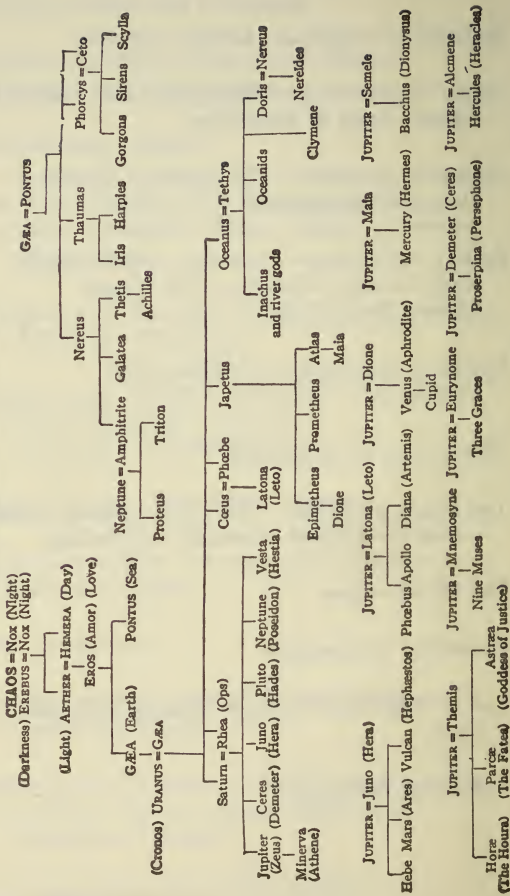 CHAOS = Nox (Night)
(Darkness) EREBUS = Nox (Night)
(Light) AETHER = HEMERA (Day)
EROS (Amor) (Love)
GÆA (Earth) PONTUS (Sea)
(Cronos) URANUS = GÆA
GÆA = PONTUS
Nereus Thaumas Phorcys = Ceto
Neptune = Amphitrite Galatea Thetis Iris Harpies Gorgons Sirens Scylla
Achilles
Proteus Triton
Saturn = Rhea (Ops) Cœus = Phœbe Japetus Oceanus = Tethys
Jupiter Ceres Juno Pluto Neptune Vesta
(Zeus) (Demeter) (Hera) (Hades) (Poseidon) (Hestia)
Minerva
(Athene)
Latona
(Leto)
Epimetheus Prometheus Atlas
Dione Maia
Inachus
and river gods
Oceanids Doris = Nereus
Clymene Nereides
JUPITER = Juno (Hera) JUPITER = Latona (Leto) JUPITER = Dione JUPITER = Maia JUPITER = Semele
Hebe Mars (Ares) Vulcan (Hephæstos) Phœbus Apollo Diana (Artemis) Venus (Aphrodite) Mercury (Hermes) Bacchus (Dionysus)
Cupid
JUPITER = Themis JUPITER = Mnemosyne JUPITER = Eurynome JUPITER = Demeter (Ceres) JUPITER = Alcmene
Horæ Parcæ Astræa Nine Muses Three Graces Proserpina (Persephone) Hercules (Heracles)
(The Hours) (The Fates) (Goddess of Justice)